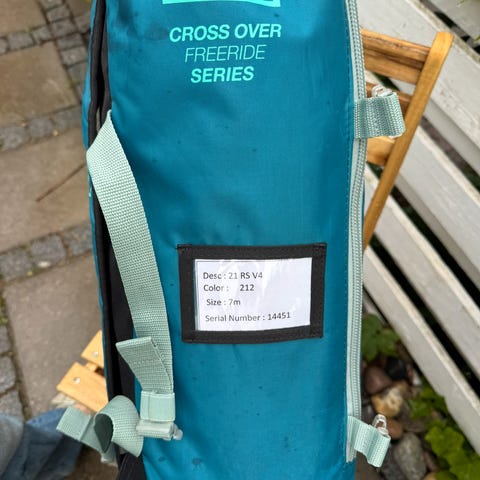 CROSS OVER
FREERIDE
SERIES
Desc : 21 RS V4
Color : 212
Size : 7m
Serial Number : 14451